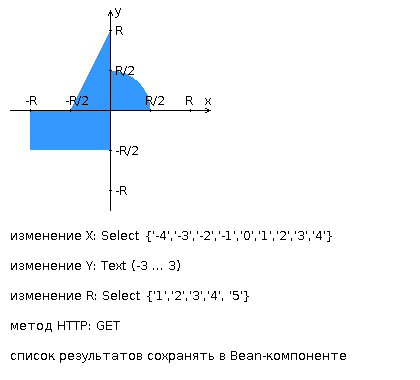 y
R
R/2
-R
-R/2
R/2
R
x
-R/2
-R
изменение X: Select {'-4','-3','-2','-1','0','1','2','3','4'}
изменение Y: Text (-3 ... 3)
изменение R: Select {'1','2','3','4', '5'}
метод HTTP: GET
список результатов сохранять в Bean-компоненте